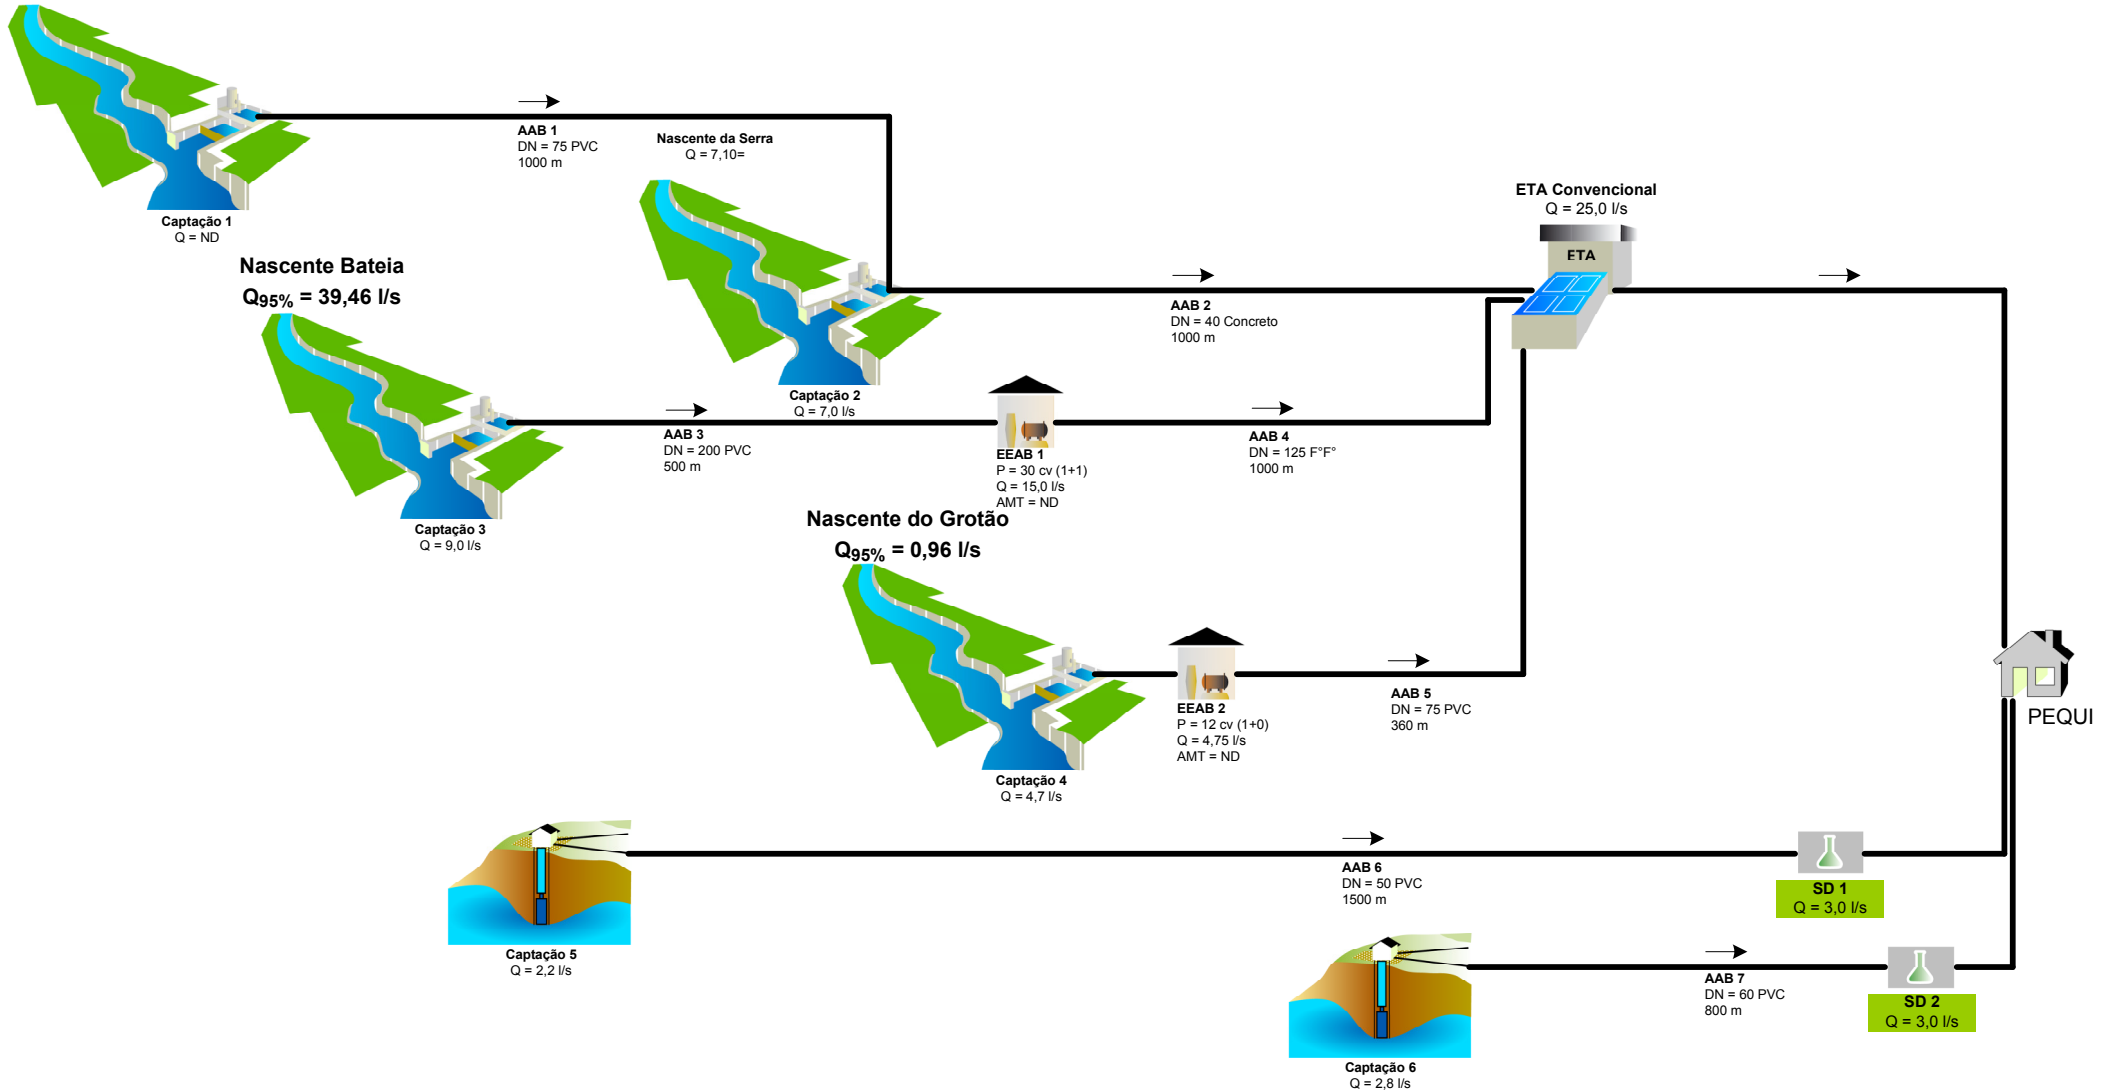 AAB 1
DN = 75 PVC
1000 m
Nascente da Serra
Q = 7,10=
Captação 1
Q = ND
ETA Convencional
Q = 25,0 l/s
ETA
Nascente Bateia
Q95% = 39,46 l/s
AAB 2
DN = 40 Concreto
1000 m
Captação 2
Q = 7,0 l/s
AAB 3
DN = 200 PVC
500 m
EEAB 1
P = 30 cv (1+1)
Q = 15,0 l/s
AMT = ND
AAB 4
DN = 125 F°F°
1000 m
Captação 3
Q = 9,0 l/s
Nascente do Grotão
Q95% = 0,96 l/s
EEAB 2
P = 12 cv (1+0)
Q = 4,75 l/s
AMT = ND
AAB 5
DN = 75 PVC
360 m
PEQUI
Captação 4
Q = 4,7 l/s
AAB 6
DN = 50 PVC
1500 m
SD 1
Q = 3,0 l/s
Captação 5
Q = 2,2 l/s
AAB 7
DN = 60 PVC
800 m
SD 2
Q = 3,0 l/s
Captação 6
Q = 2,8 l/s